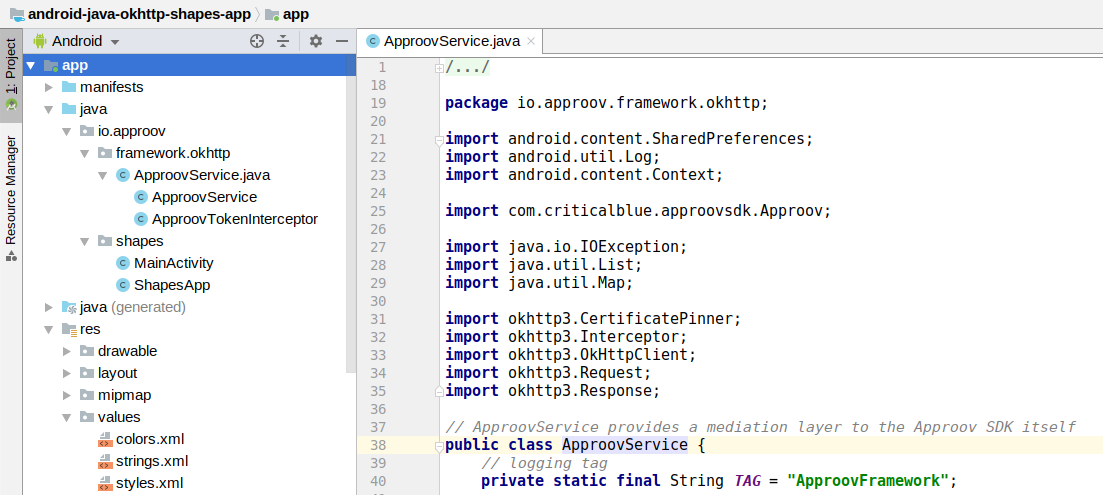 android-java-okhttp-shapes-app app
1: Project
Resource Manager
Android
app
manifests
java
io.approov
framework.okhttp
ApproovService.java
ApproovService
ApproovTokenInterceptor
shapes
MainActivity
ShapesApp
java (generated)
res
drawable
layout
mipmap
values
colors.xml
strings.xml
styles.xml
ApproovService.java
1 /.../
18
19 package io.approov.framework.okhttp;
20
21 import android.content.SharedPreferences;
22 import android.util.Log;
23 import android.content.Context;
24
25 import com.criticalblue.approovsdk.Approov;
26
27 import java.io.IOException;
28 import java.util.List;
29 import java.util.Map;
30
31 import okhttp3.CertificatePinner;
32 import okhttp3.Interceptor;
33 import okhttp3.OkHttpClient;
34 import okhttp3.Request;
35 import okhttp3.Response;
36
37 // ApproovService provides a mediation layer to the Approov SDK itself
38 public class ApproovService {
39 // logging tag
40 private static final String TAG = "ApproovFramework";